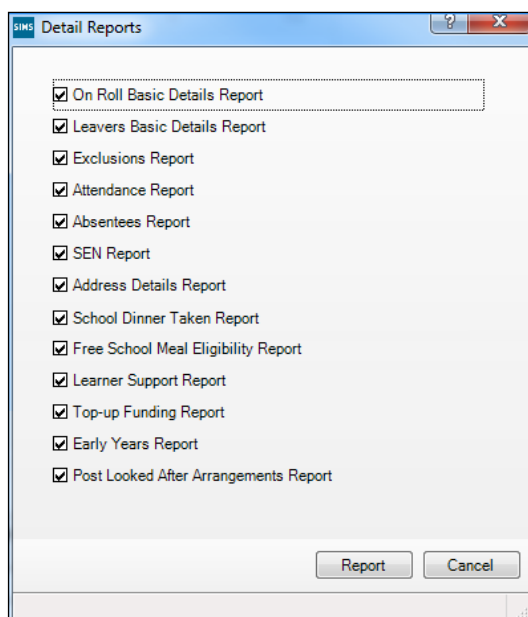 SIMS Detail Reports ? X
On Roll Basic Details Report
Leavers Basic Details Report
Exclusions Report
Attendance Report
Absentees Report
SEN Report
Address Details Report
School Dinner Taken Report
Free School Meal Eligibility Report
Learner Support Report
Top-up Funding Report
Early Years Report
Post Looked After Arrangements Report
Report Cancel